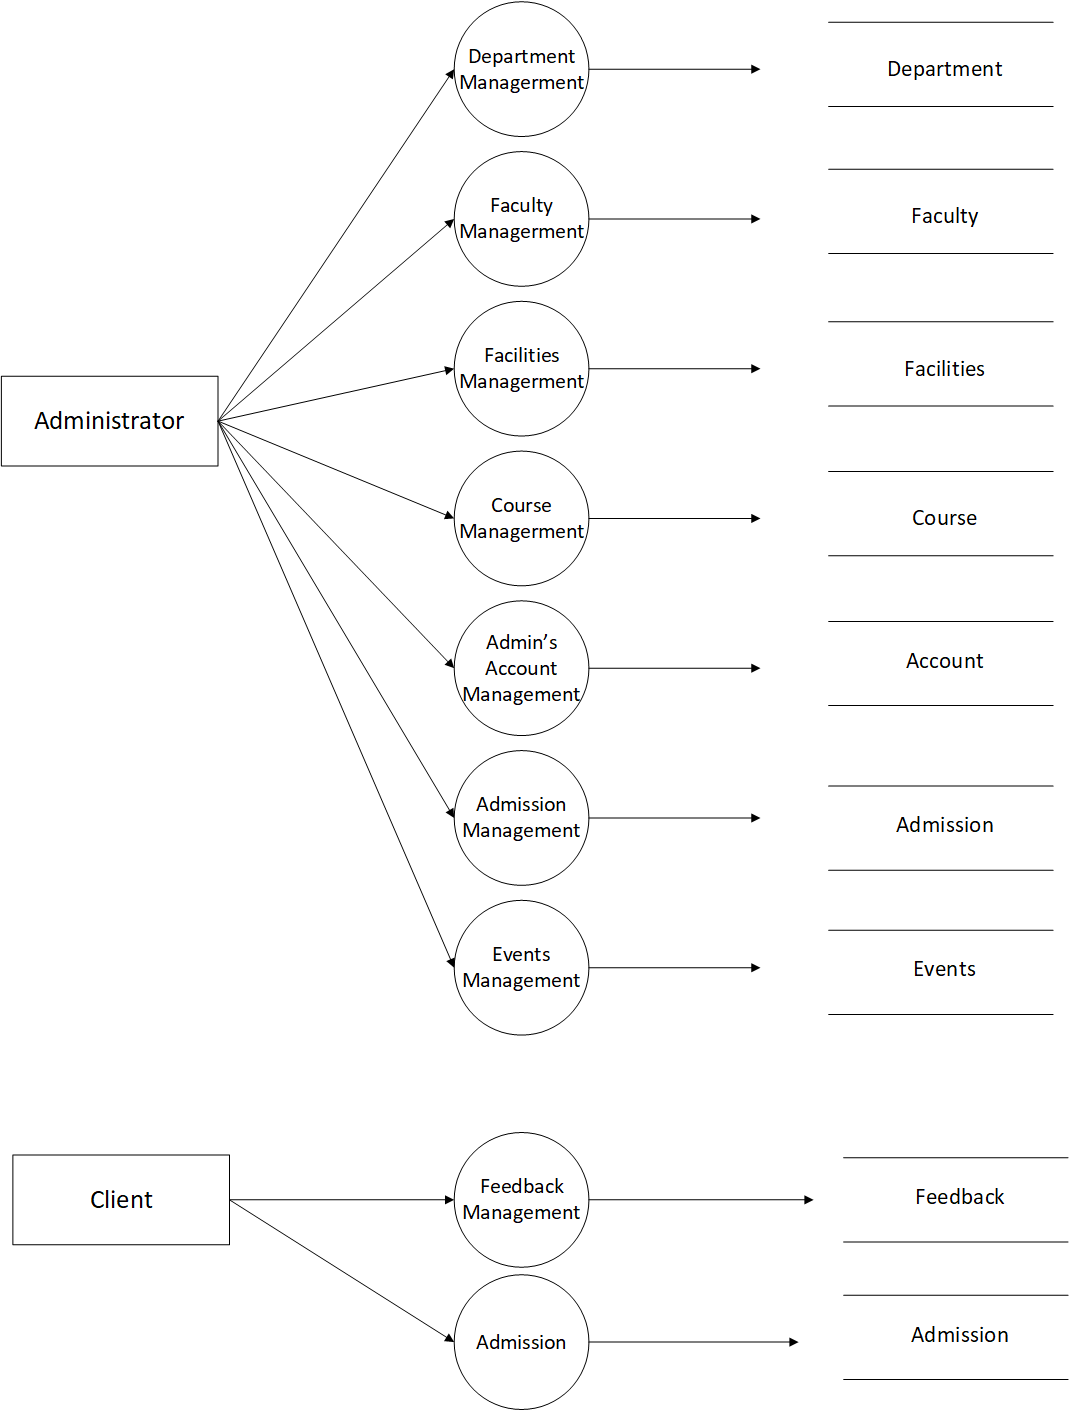 Department
Managerment
Department
Faculty
Managerment
Faculty
Facilities
Managerment
Facilities
Administrator
Course
Managerment
Course
Admin’s
Account
Management
Account
Admission
Management
Admission
Events
Management
Events
Client
Feedback
Management
Feedback
Admission
Admission